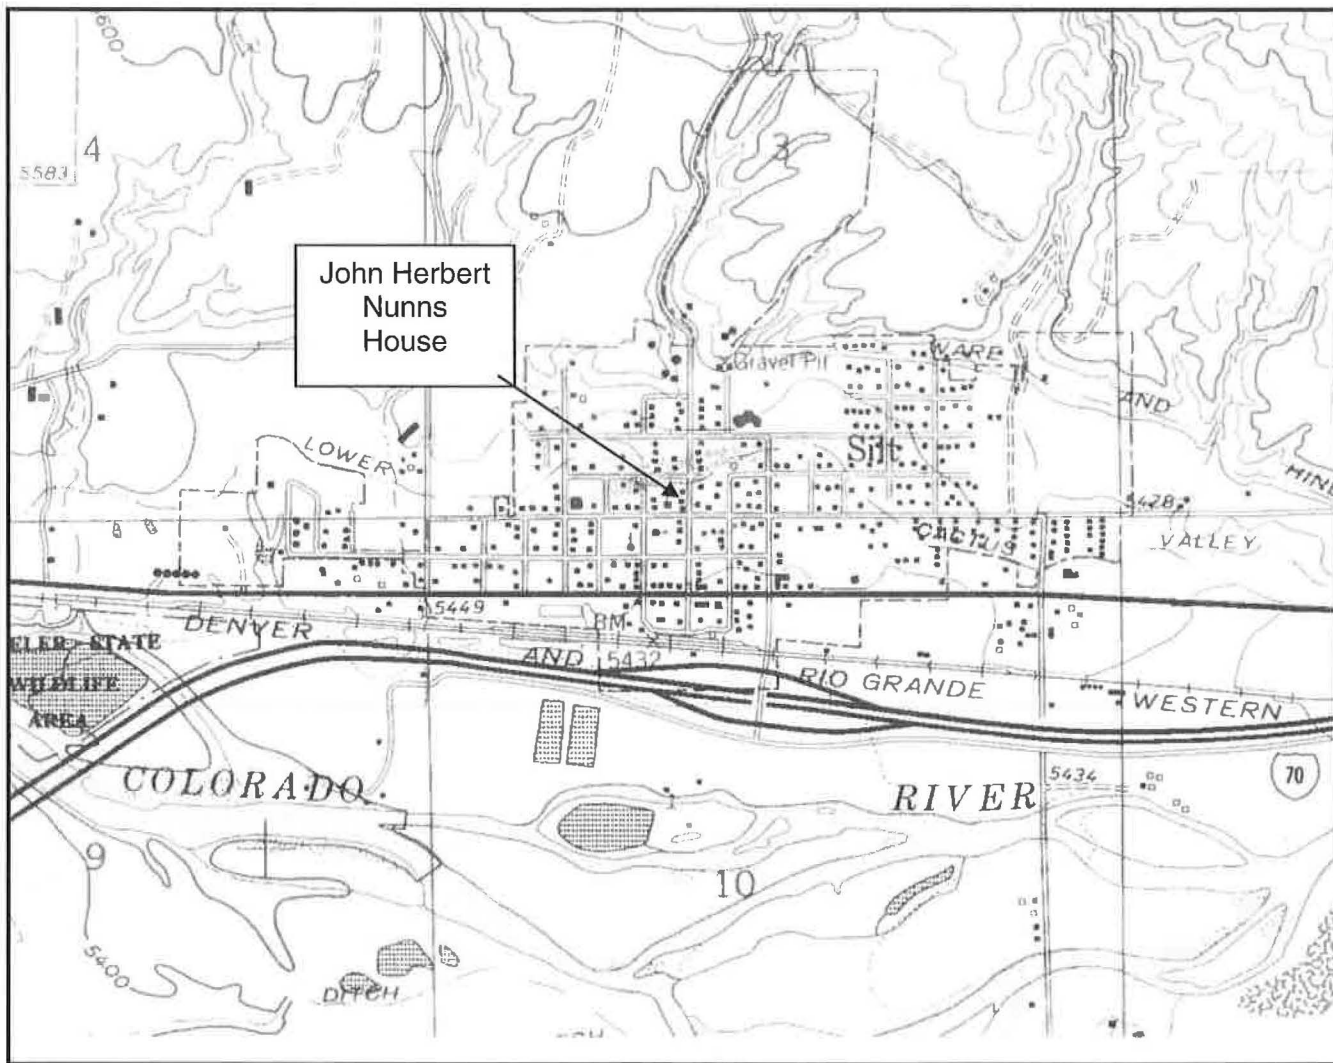 600
4
5583
3
John Herbert
Nunns
House
Gravel Pit
WARE
AND
LOWER
Silt
5428
CACTUS
VALLEY
5449
DENVER
BM
AND
5432
RIO GRANDE
WESTERN
STATE
WILDLIFE
AREA
COLORADO
RIVER
5434
70
9
10
5400
DITCH